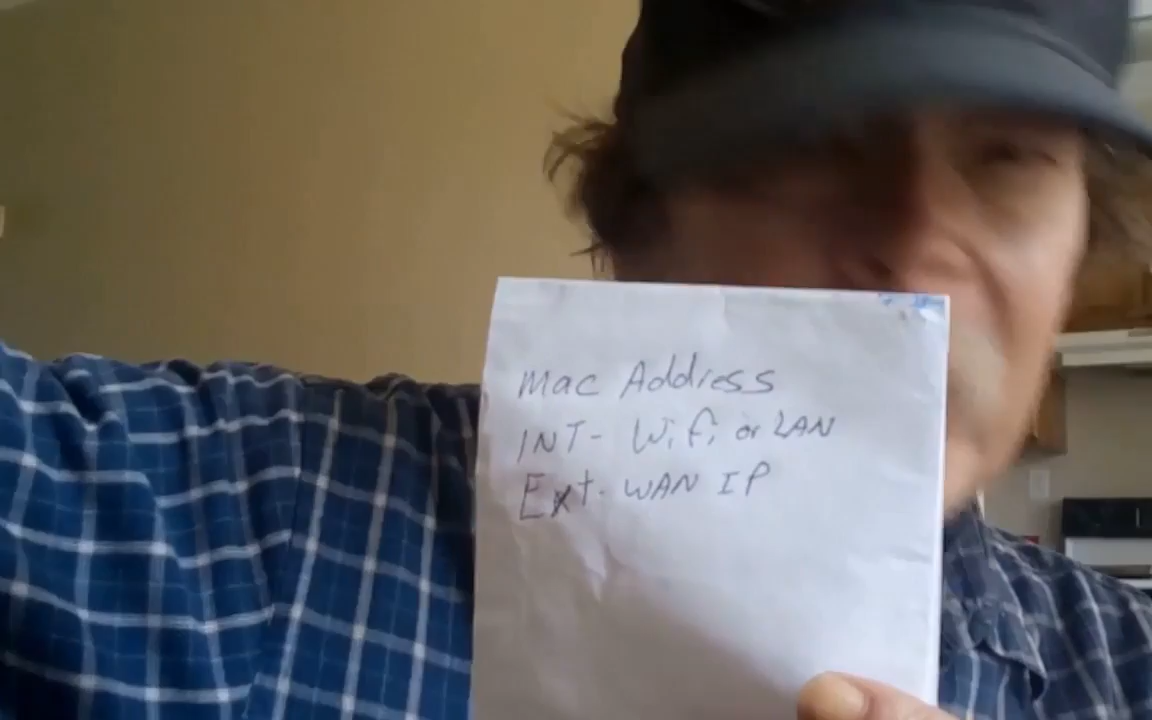 Mac Address
INT- Wifi or LAN
Ext- WAN IP